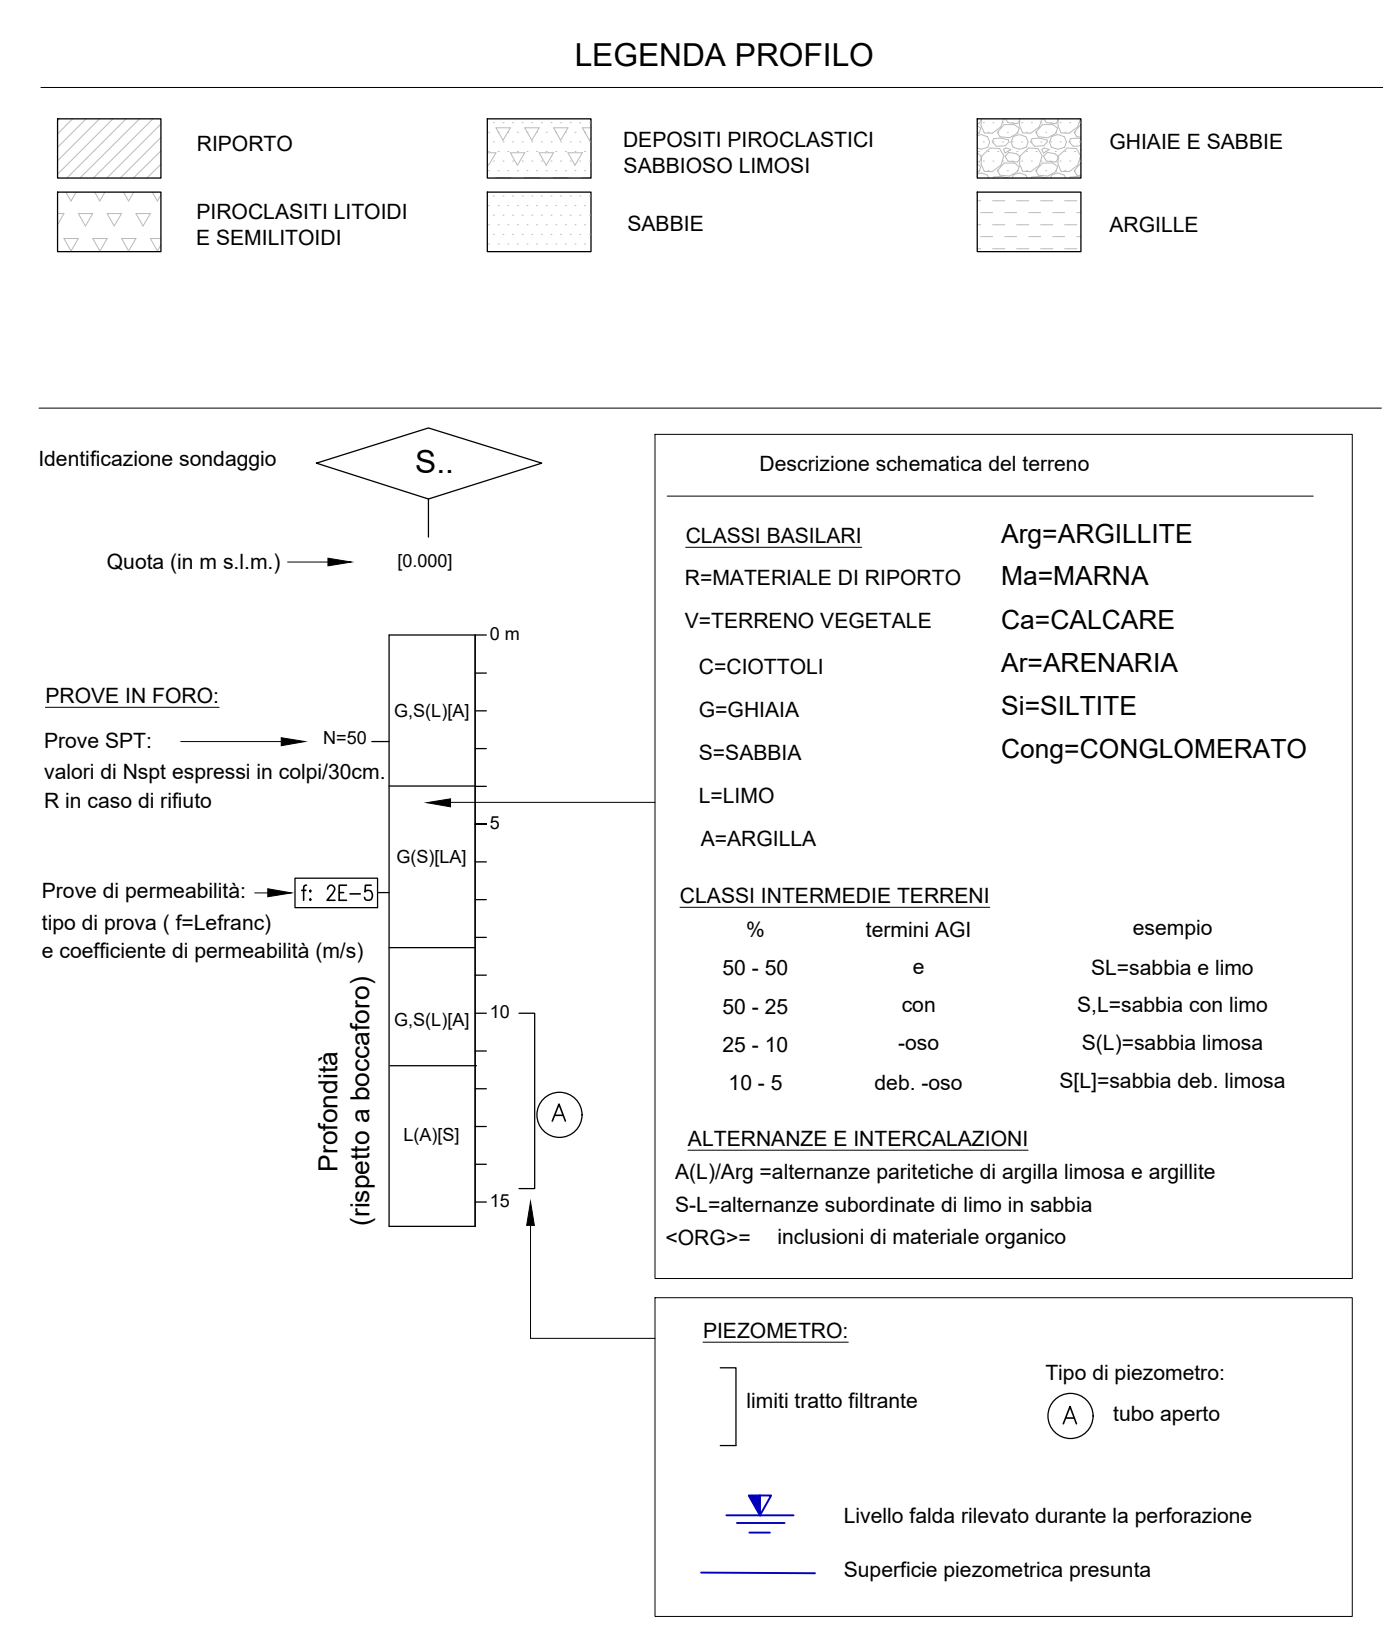 LEGENDA PROFILO
RIPORTO
DEPOSITI PIROCLASTICI
SABBIOSO LIMOSI
GHIAIE E SABBIE
PIROCLASITI LITOIDI
E SEMILITOIDI
SABBIE
ARGILLE
Identificazione sondaggio
S..
Quota (in m s.l.m.)
[0.000]
0 m
G,S(L)[A]
PROVE IN FORO:
Prove SPT:
N=50
valori di Nspt espressi in colpi/30cm.
R in caso di rifiuto
5
G(S)[LA]
Prove di permeabilità:
f: 2E-5
tipo di prova ( f=Lefranc)
e coefficiente di permeabilità (m/s)
Profondità
(rispetto a boccaforo)
G,S(L)[A]
10
A
L(A)[S]
15
Descrizione schematica del terreno
CLASSI BASILARI
R=MATERIALE DI RIPORTO
V=TERRENO VEGETALE
C=CIOTTOLI
G=GHIAIA
S=SABBIA
L=LIMO
A=ARGILLA
Arg=ARGILLITE
Ma=MARNA
Ca=CALCARE
Ar=ARENARIA
Si=SILTITE
Cong=CONGLOMERATO
CLASSI INTERMEDIE TERRENI
% termini AGI esempio
50 - 50 e SL=sabbia e limo
50 - 25 con S,L=sabbia con limo
25 - 10 -oso S(L)=sabbia limosa
10 - 5 deb. -oso S[L]=sabbia deb. limosa
ALTERNANZE E INTERCALAZIONI
A(L)/Arg =alternanze paritetiche di argilla limosa e argillite
S-L=alternanze subordinate di limo in sabbia
<ORG>= inclusioni di materiale organico
PIEZOMETRO:
limiti tratto filtrante
Tipo di piezometro:
A tubo aperto
Livello falda rilevato durante la perforazione
Superficie piezometrica presunta